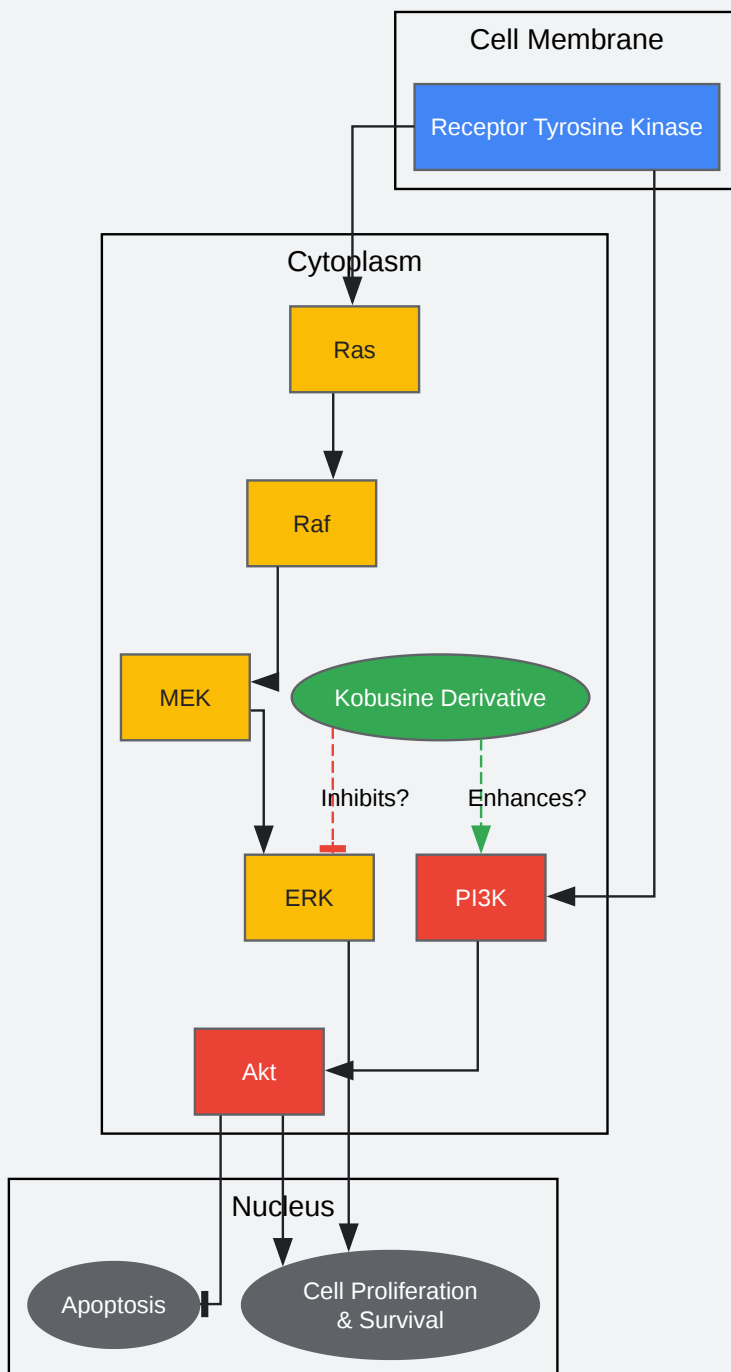 Cell Membrane
Receptor Tyrosine Kinase
Cytoplasm
Ras
Raf
MEK
Kobusine Derivative
Inhibits?
Enhances?
ERK
PI3K
Akt
Nucleus
Apoptosis
Cell Proliferation
& Survival